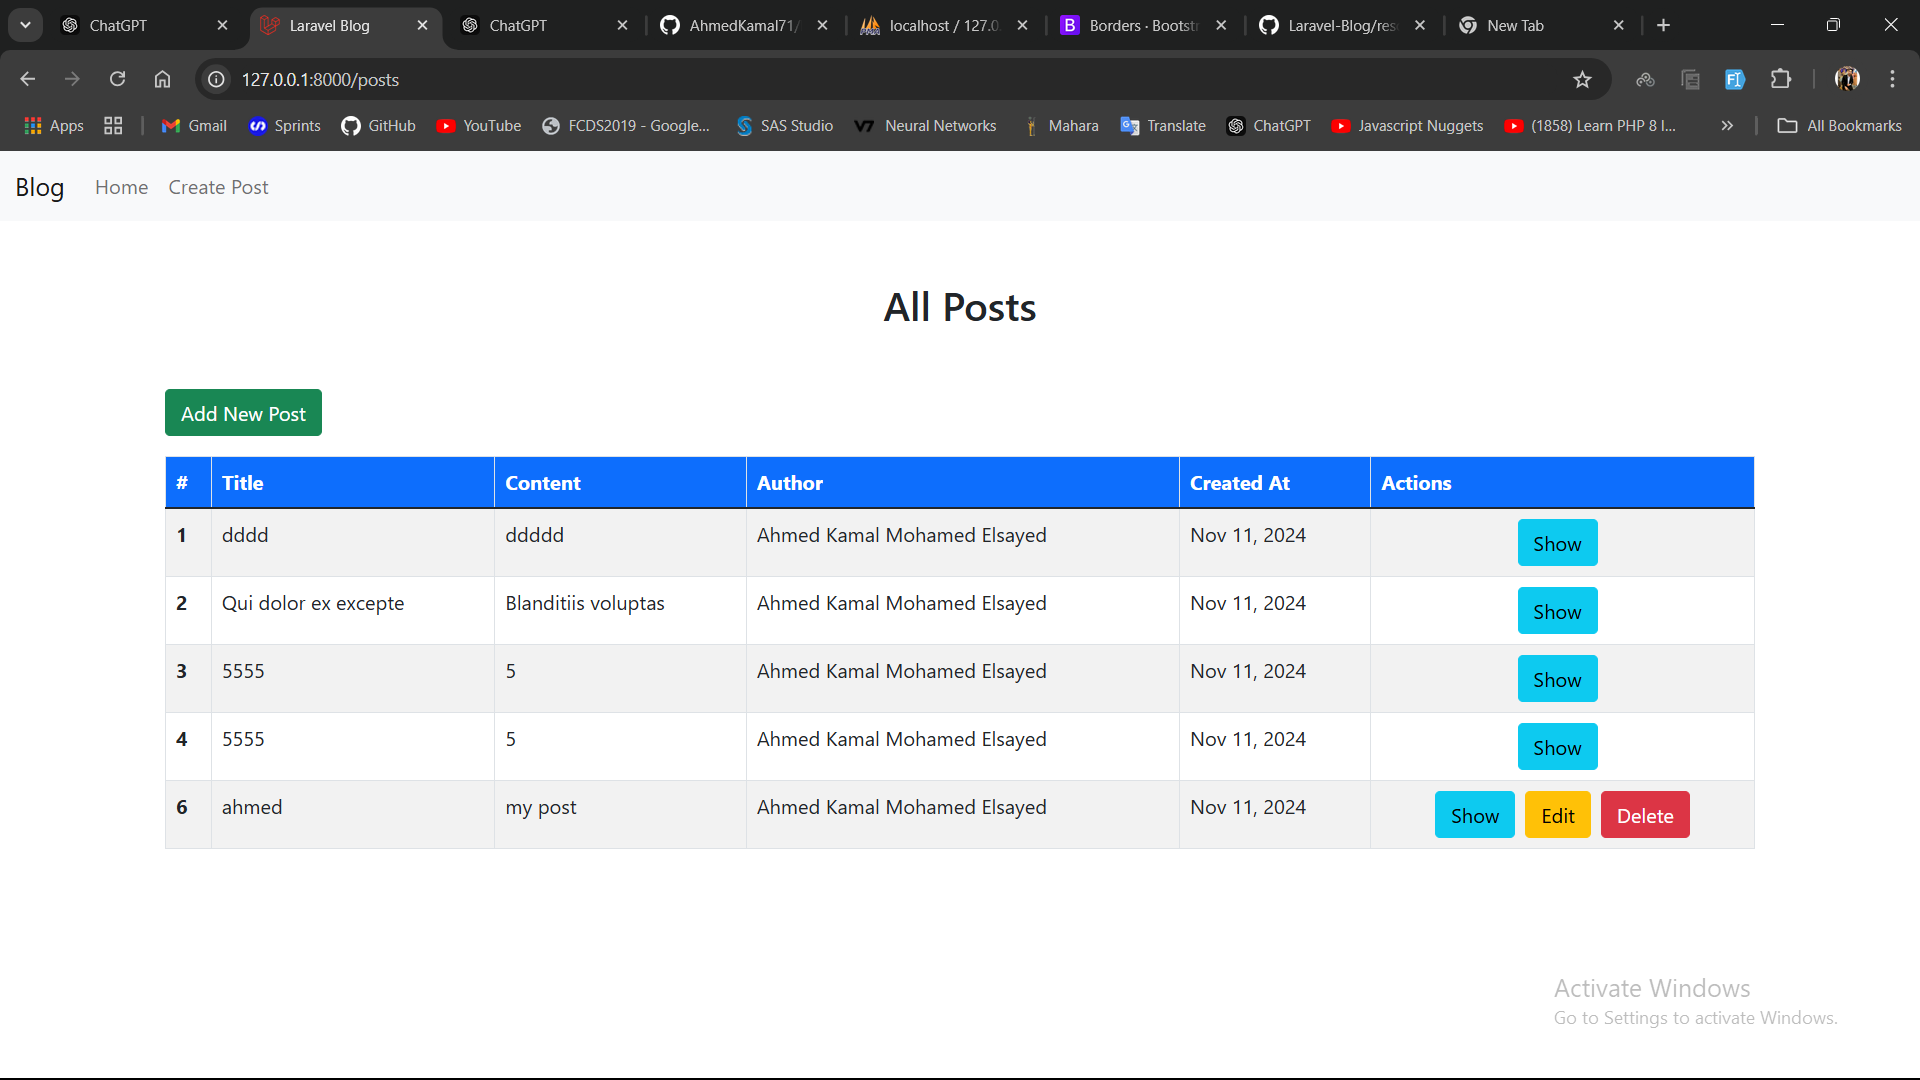 ChatGPT
Laravel Blog
ChatGPT
AhmedKamal71/
localhost / 127.0.
Borders · Bootstr
Laravel-Blog/res
New Tab
127.0.0.1:8000/posts
Apps
Gmail
Sprints
GitHub
YouTube
FCDS2019 - Google...
SAS Studio
Neural Networks
Mahara
Translate
ChatGPT
Javascript Nuggets
(1858) Learn PHP 8 I...
All Bookmarks
Blog Home Create Post
All Posts
Add New Post
# Title Content Author Created At Actions
1 dddd ddddd Ahmed Kamal Mohamed Elsayed Nov 11, 2024 Show
2 Qui dolor ex excepte Blanditiis voluptas Ahmed Kamal Mohamed Elsayed Nov 11, 2024 Show
3 5555 5 Ahmed Kamal Mohamed Elsayed Nov 11, 2024 Show
4 5555 5 Ahmed Kamal Mohamed Elsayed Nov 11, 2024 Show
6 ahmed my post Ahmed Kamal Mohamed Elsayed Nov 11, 2024 Show Edit Delete
Activate Windows
Go to Settings to activate Windows.